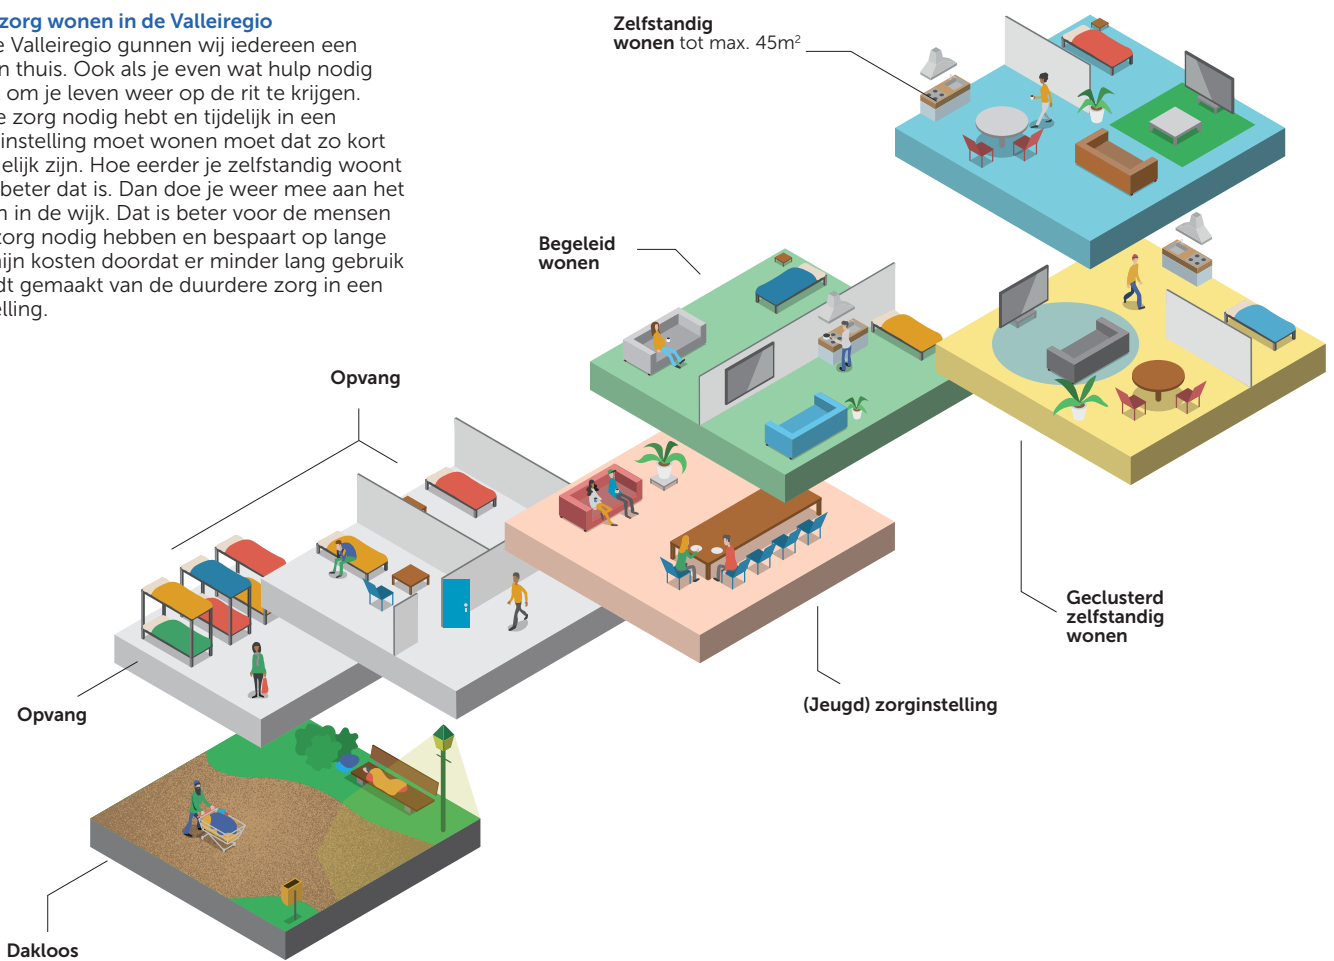 zorg wonen in de Valleiregio
e Valleiregio gunnen wij iedereen een
n thuis. Ook als je even wat hulp nodig
om je leven weer op de rit te krijgen.
e zorg nodig hebt en tijdelijk in een
instelling moet wonen moet dat zo kort
elijk zijn. Hoe eerder je zelfstandig woont
beter dat is. Dan doe je weer mee aan het
n in de wijk. Dat is beter voor de mensen
zorg nodig hebben en bespaart op lange
nijn kosten doordat er minder lang gebruik
dt gemaakt van de duurdere zorg in een
elling.
Zelfstandig
wonen tot max. 45m²
Begeleid
wonen
Opvang
Geclusterd
zelfstandig
wonen
(Jeugd) zorginstelling
Opvang
Dakloos